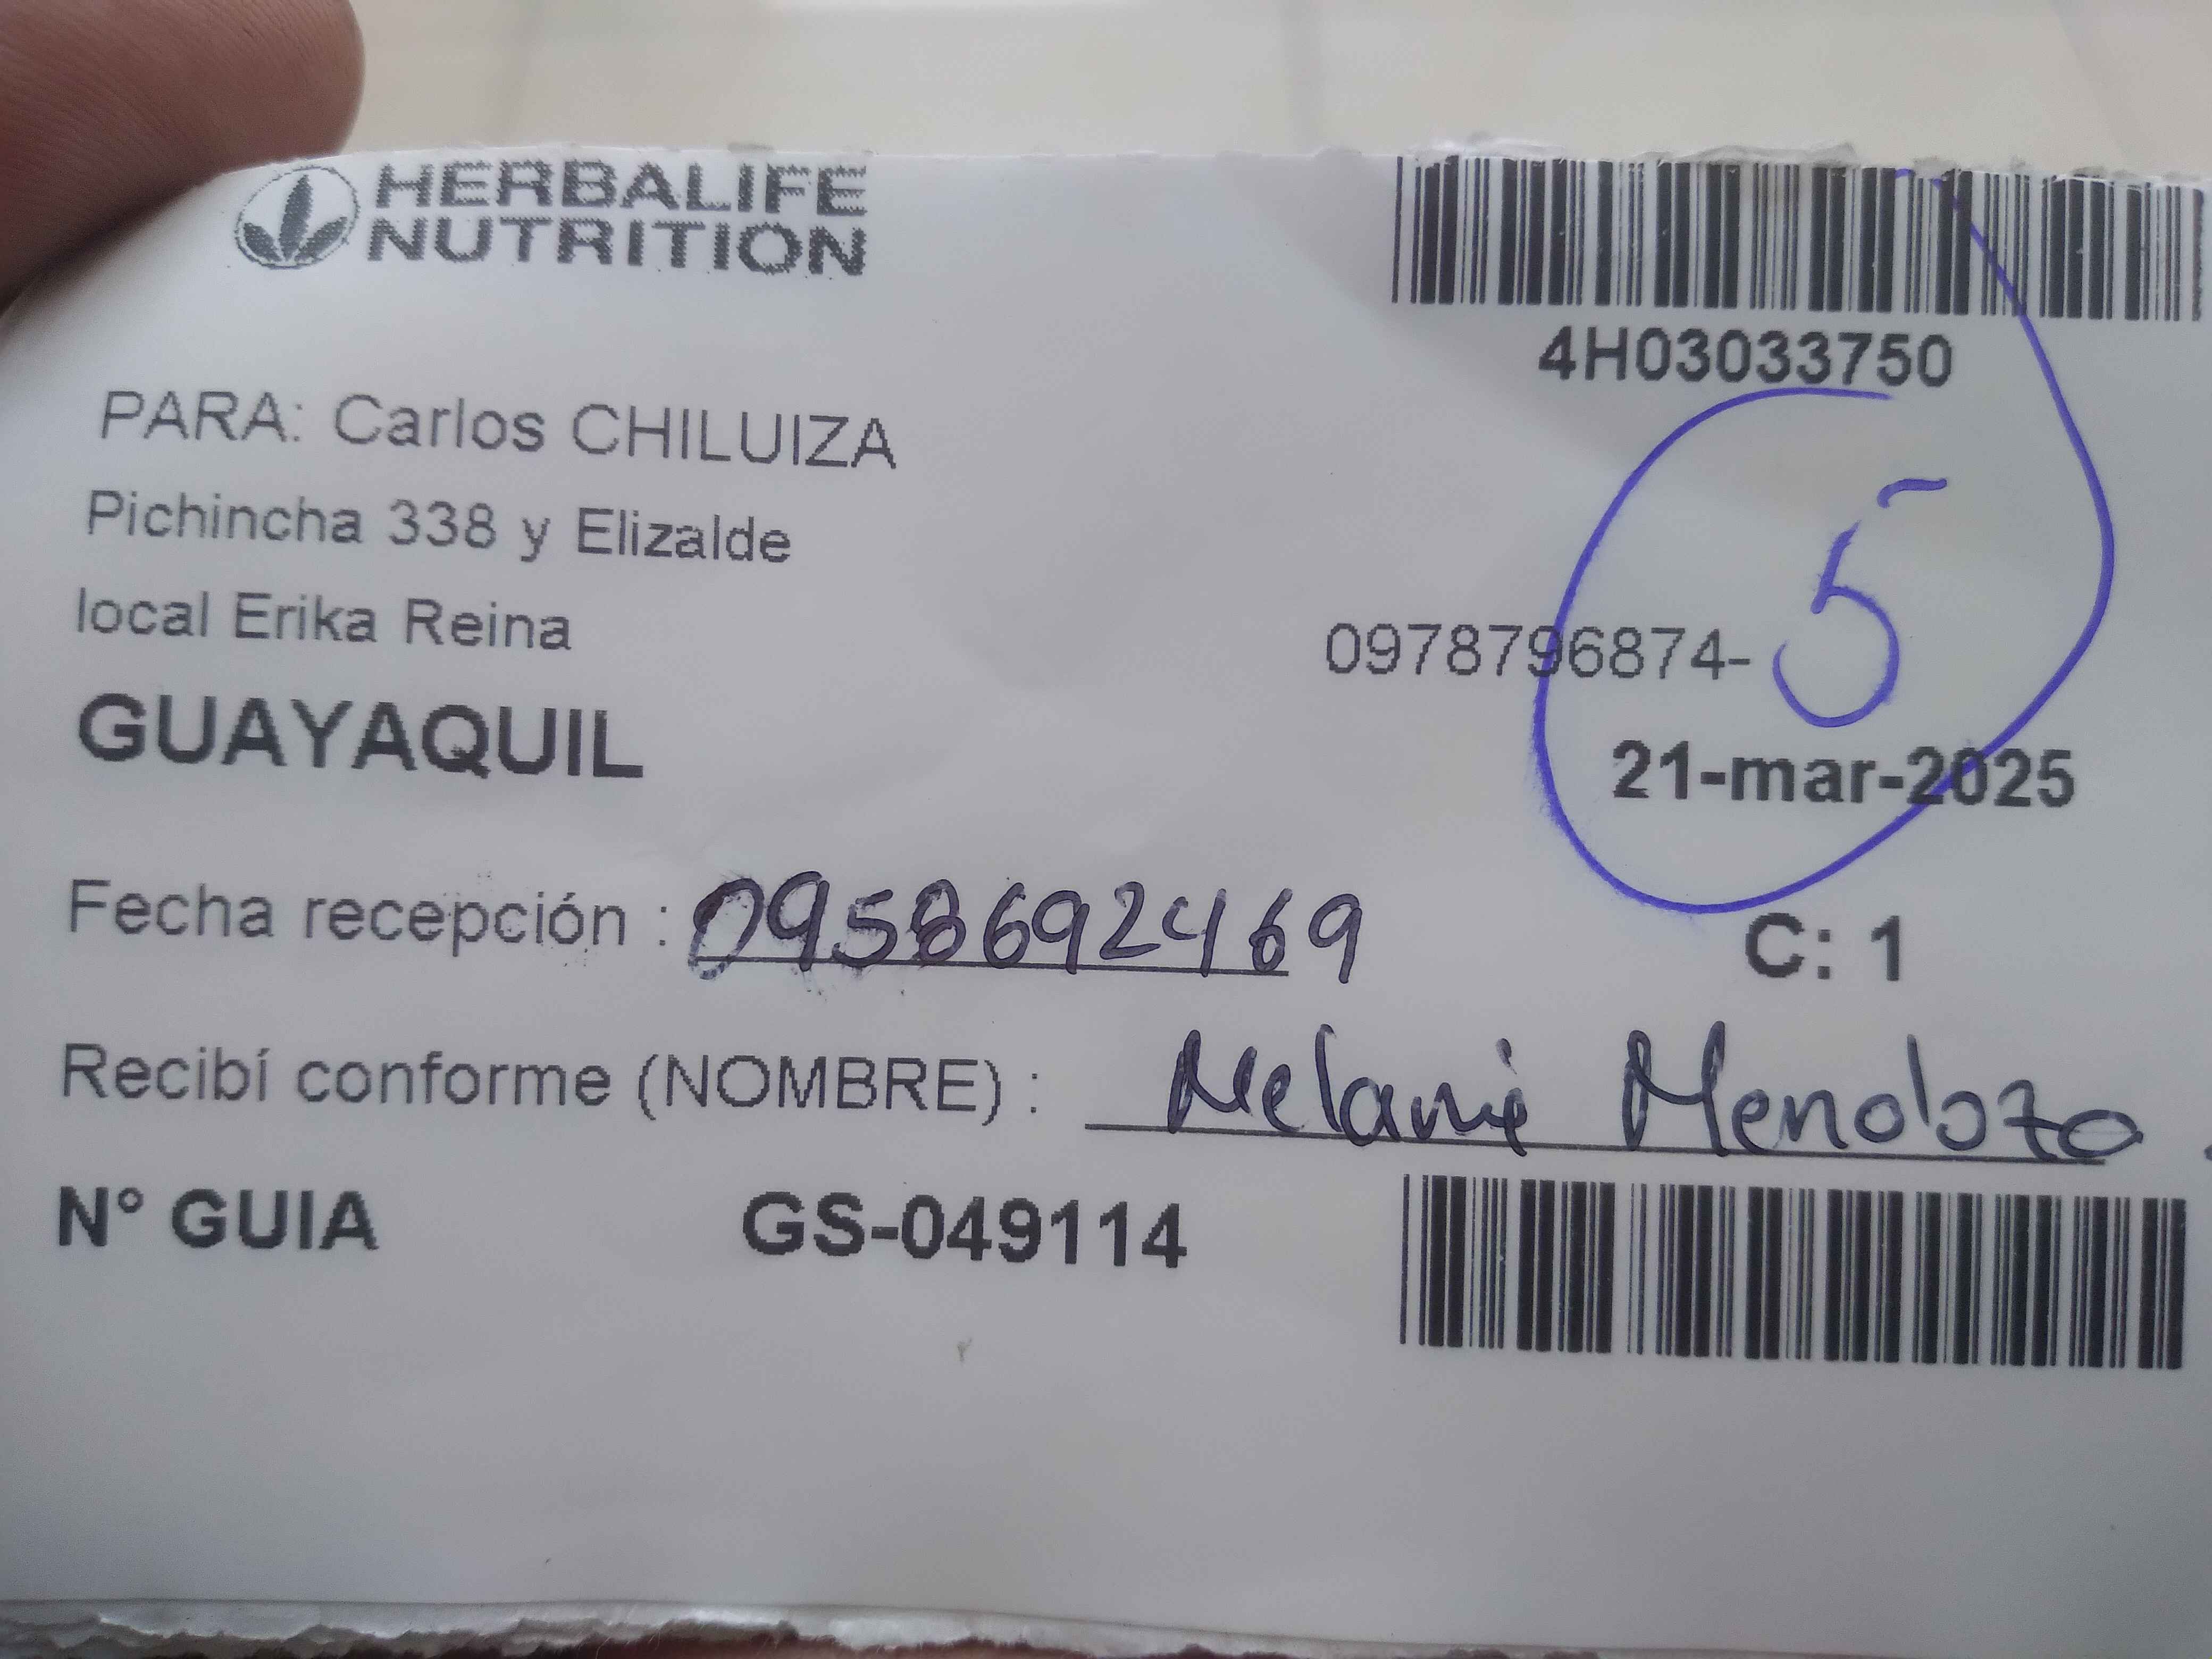 HERBALIFE
NUTRITION
4H03033750
PARA: Carlos CHILUIZA
Pichincha 338 y Elizalde
local Erika Reina
0978796874-
5
GUAYAQUIL
21-mar-2025
Fecha recepción : 0958692469
C: 1
Recibí conforme (NOMBRE) : Melanie Mendoza
N° GUIA GS-049114